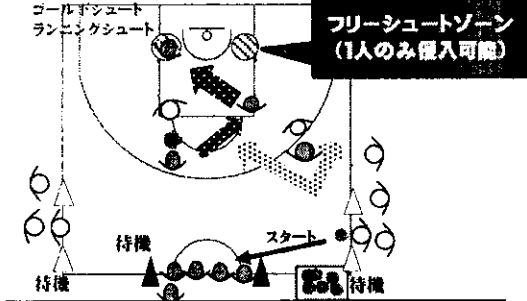 ゴールドシュート
ランニングシュート
フリーシュートゾーン
(1人のみ侵入可能)
待機
スタート
待機
待機